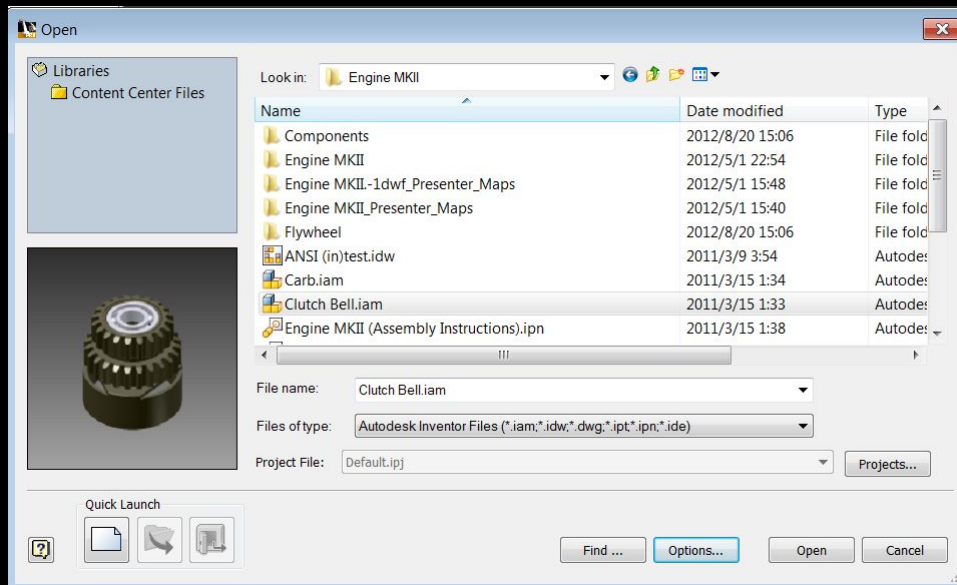 Open
Libraries
Content Center Files
Look in: Engine MKII
Name Date modified Type
Components 2012/8/20 15:06 File fold
Engine MKII 2012/5/1 22:54 File fold
Engine MKII.-1dwf_Presenter_Maps 2012/5/1 15:48 File fold
Engine MKII_Presenter_Maps 2012/5/1 15:40 File fold
Flywheel 2012/8/20 15:06 File fold
ANSI (in)test.idw 2011/3/9 3:54 Autodes
Carb.iam 2011/3/15 1:34 Autodes
Clutch Bell.iam 2011/3/15 1:33 Autodes
Engine MKII (Assembly Instructions).ipn 2011/3/15 1:38 Autodes
File name: Clutch Bell.iam
Files of type: Autodesk Inventor Files (*.iam;*.idw;*.dwg;*.ipt;*.ipn;*.ide)
Project File: Default.ipj Projects...
Quick Launch
Find ... Options... Open Cancel